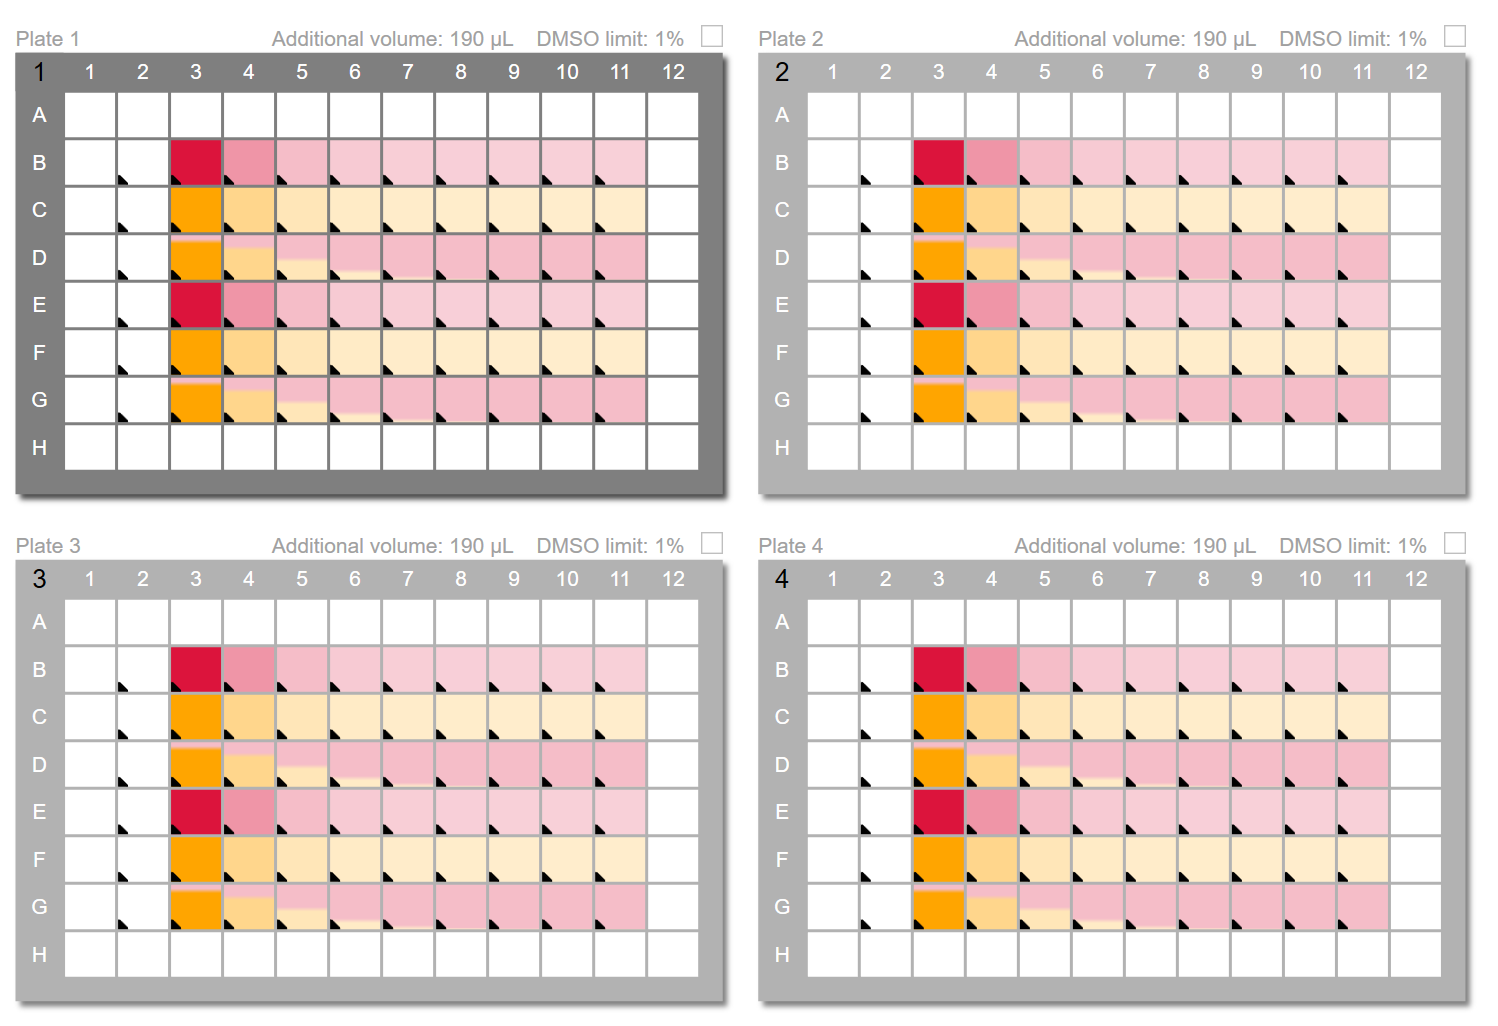 Plate 1 Additional volume: 190 µL DMSO limit: 1%
1 1 2 3 4 5 6 7 8 9 10 11 12
A
B
C
D
E
F
G
H
Plate 2 Additional volume: 190 µL DMSO limit: 1%
2 1 2 3 4 5 6 7 8 9 10 11 12
A
B
C
D
E
F
G
H
Plate 3 Additional volume: 190 µL DMSO limit: 1%
3 1 2 3 4 5 6 7 8 9 10 11 12
A
B
C
D
E
F
G
H
Plate 4 Additional volume: 190 µL DMSO limit: 1%
4 1 2 3 4 5 6 7 8 9 10 11 12
A
B
C
D
E
F
G
H